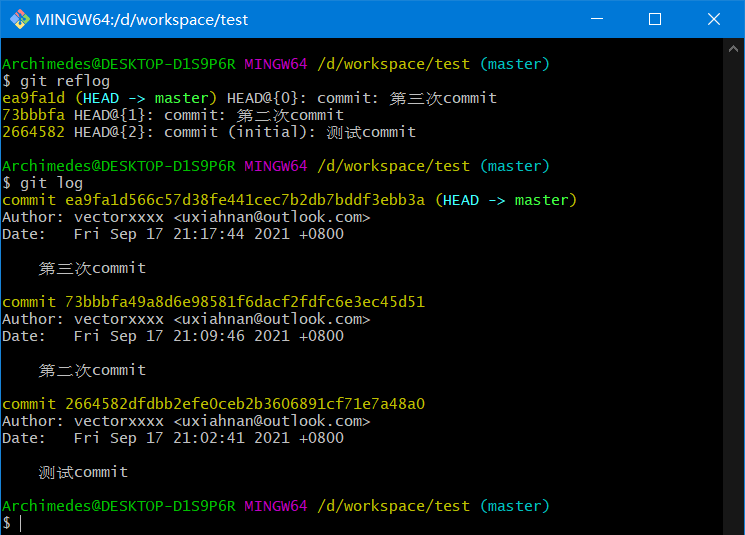 MINGW64:/d/workspace/test
Archimedes@DESKTOP-D1S9P6R MINGW64 /d/workspace/test (master)
$ git reflog
ea9fa1d (HEAD -> master) HEAD@{0}: commit: 第三次commit
73bbbfa HEAD@{1}: commit: 第二次commit
2664582 HEAD@{2}: commit (initial): 测试commit
Archimedes@DESKTOP-D1S9P6R MINGW64 /d/workspace/test (master)
$ git log
commit ea9fa1d566c57d38fe441cec7b2db7bddf3ebb3a (HEAD -> master)
Author: vectorxxxx <uxiahnan@outlook.com>
Date:   Fri Sep 17 21:17:44 2021 +0800
第三次commit
commit 73bbbfa49a8d6e98581f6dacf2fdfc6e3ec45d51
Author: vectorxxxx <uxiahnan@outlook.com>
Date:   Fri Sep 17 21:09:46 2021 +0800
第二次commit
commit 2664582dfdbb2efe0ceb2b3606891cf71e7a48a0
Author: vectorxxxx <uxiahnan@outlook.com>
Date:   Fri Sep 17 21:02:41 2021 +0800
测试commit
Archimedes@DESKTOP-D1S9P6R MINGW64 /d/workspace/test (master)
$